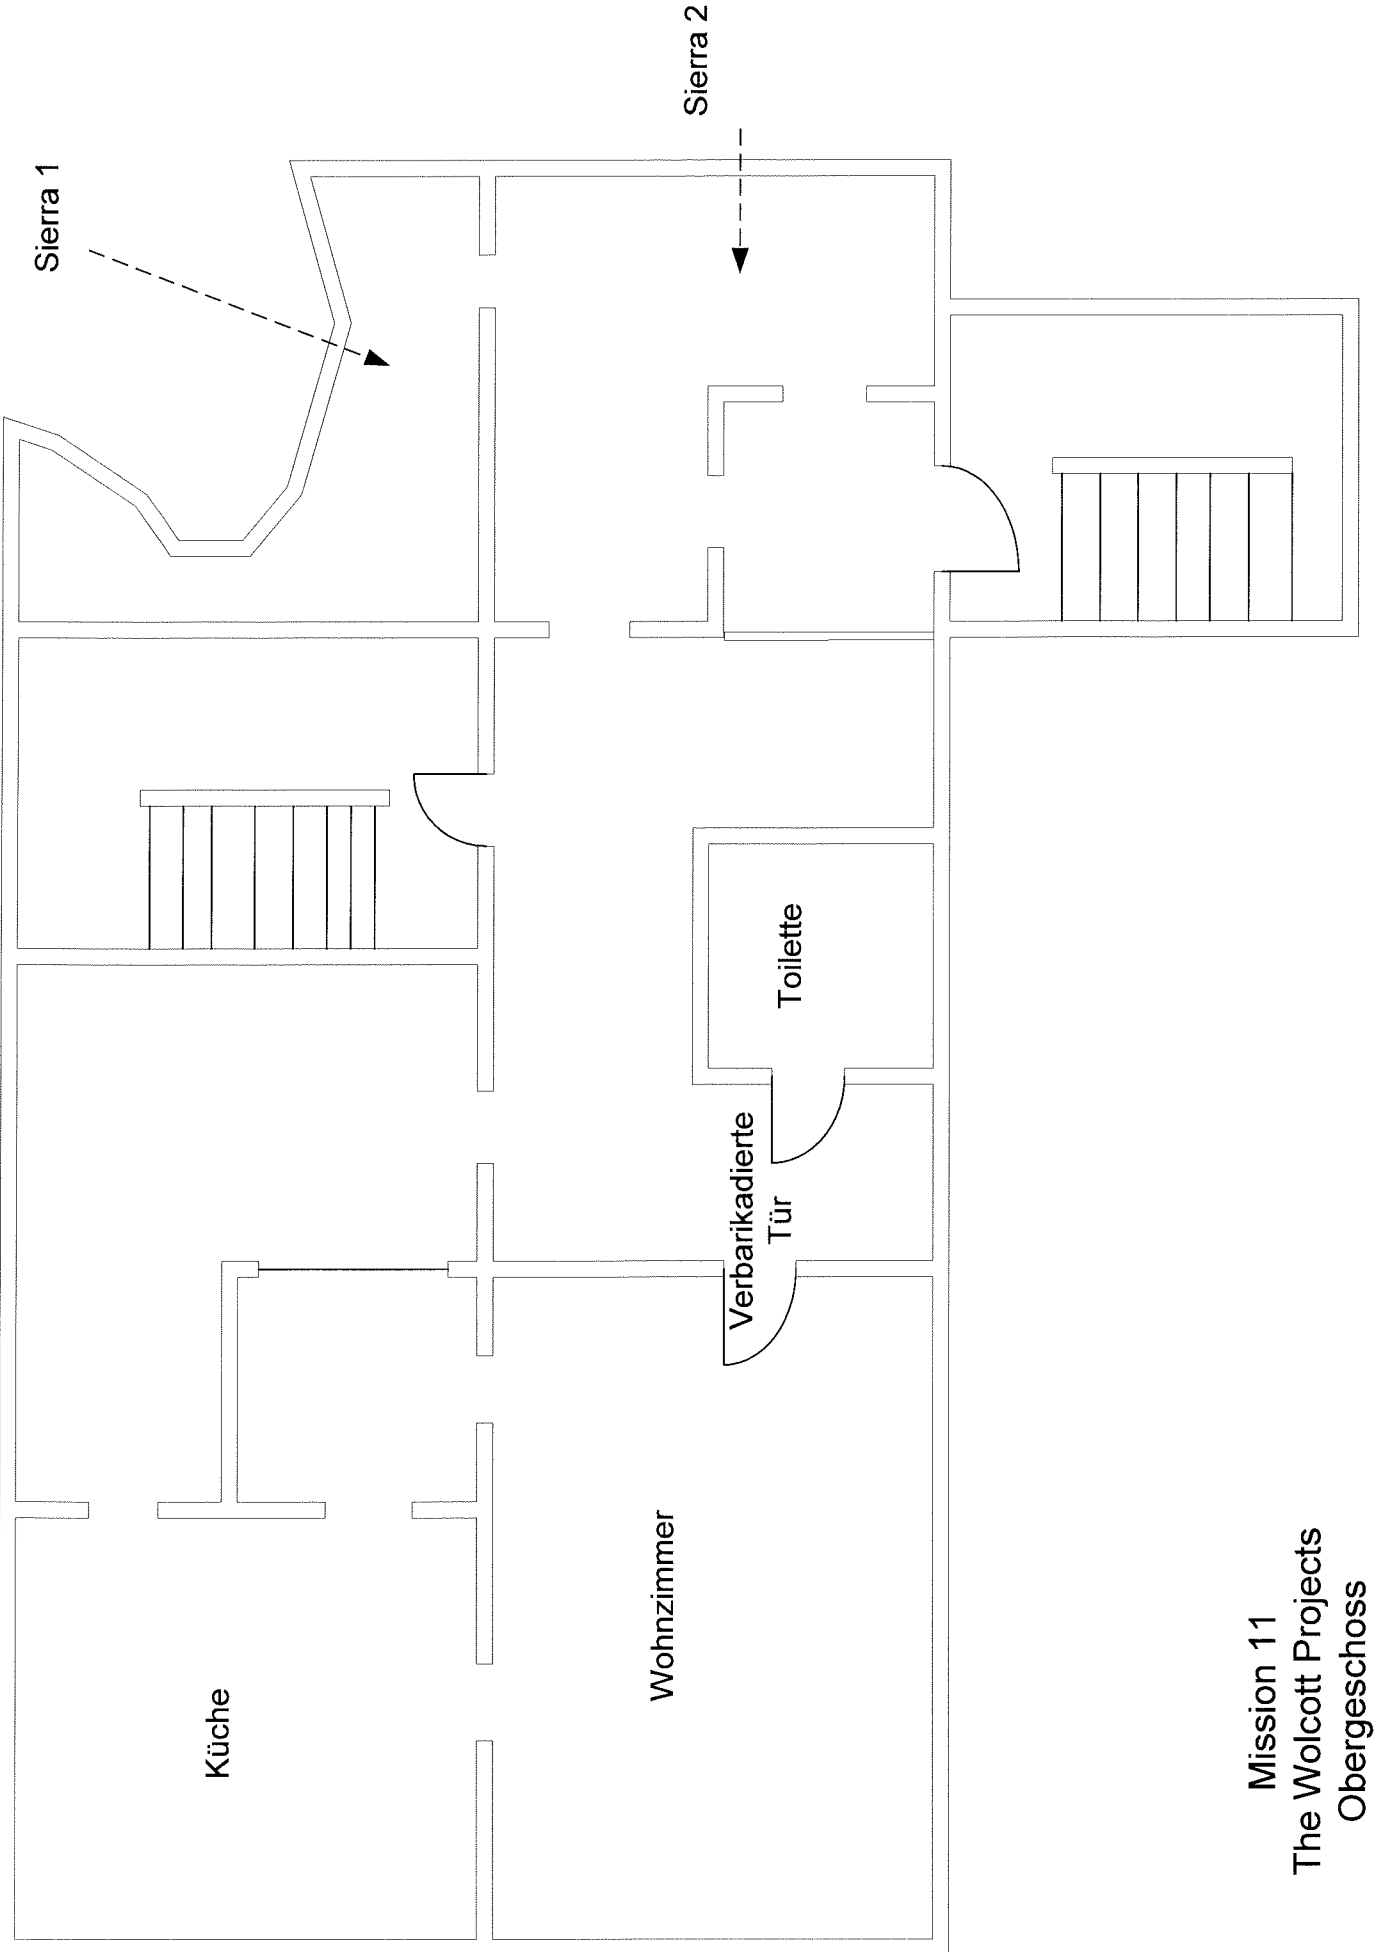 Sierra 1
Sierra 2
Toilette
Verbarikadierte
Tür
Küche
Wohnzimmer
Mission 11
The Wolcott Projects
Obergeschoss